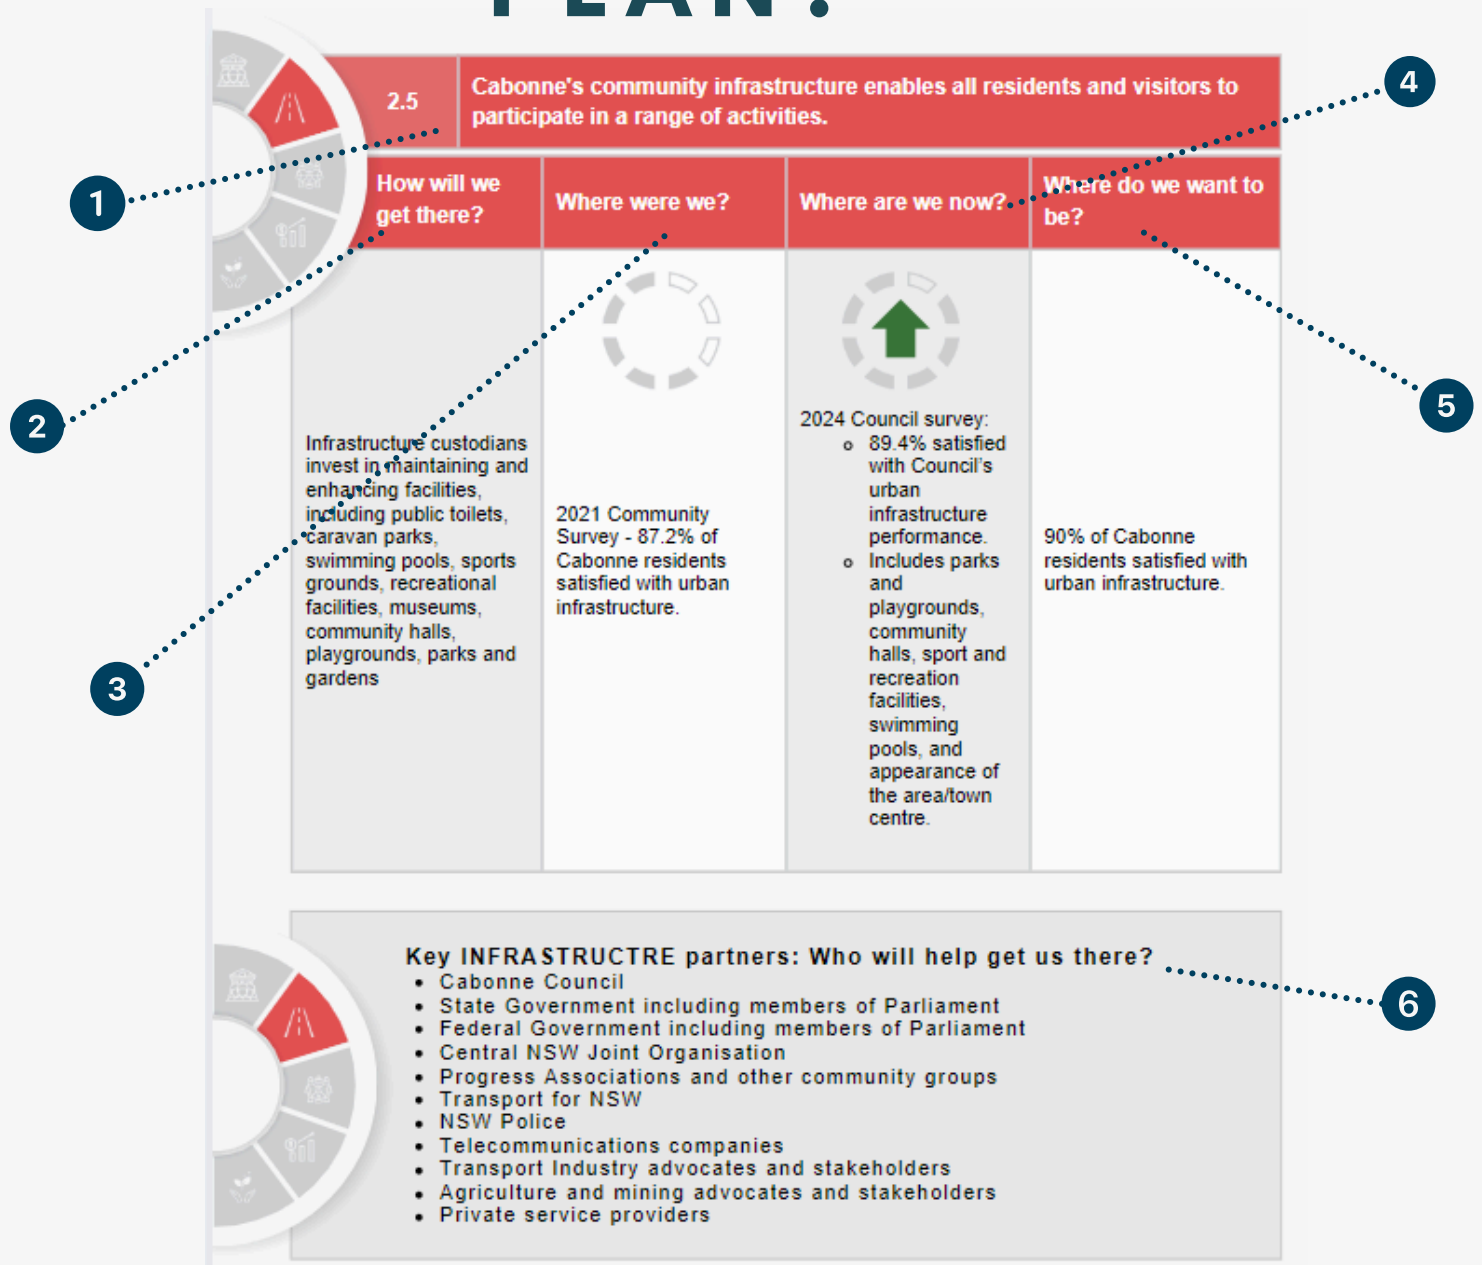 PLAN?
2.5
Cabonne's community infrastructure enables all residents and visitors to
participate in a range of activities.
How will we
get there?
Where were we?
Where are we now?
Where do we want to
be?
Infrastructure custodians
invest in maintaining and
enhancing facilities,
including public toilets,
caravan parks,
swimming pools, sports
grounds, recreational
facilities, museums,
community halls,
playgrounds, parks and
gardens
2021 Community
Survey - 87.2% of
Cabonne residents
satisfied with urban
infrastructure.
2024 Council survey:
o 89.4% satisfied
with Council's
urban
infrastructure
performance.
o Includes parks
and
playgrounds,
community
halls, sport and
recreation
facilities,
swimming
pools, and
appearance of
the area/town
centre.
90% of Cabonne
residents satisfied with
urban infrastructure.
1
2
3
4
5
Key INFRASTRUCTRE partners: Who will help get us there?
• Cabonne Council
• State Government including members of Parliament
• Federal Government including members of Parliament
• Central NSW Joint Organisation
• Progress Associations and other community groups
• Transport for NSW
• NSW Police
• Telecommunications companies
• Transport Industry advocates and stakeholders
• Agriculture and mining advocates and stakeholders
• Private service providers
6